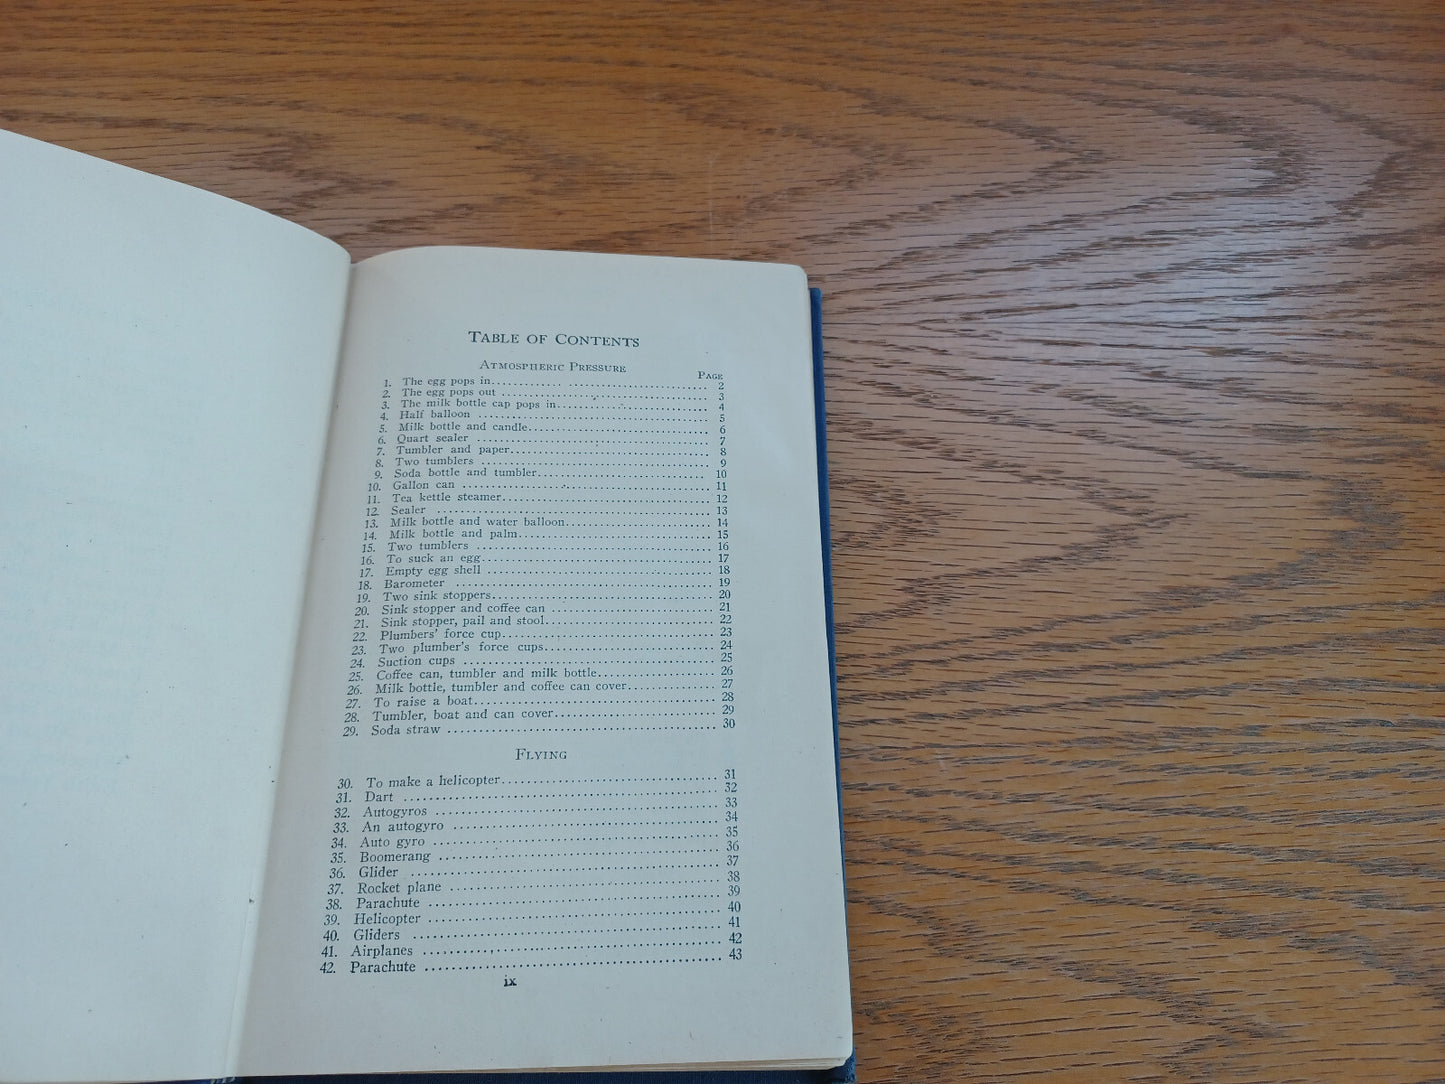 TABLE OF CONTENTS
ATMOSPHERIC PRESSURE
PAGE
1. The egg pops in 2
2. The egg pops out 3
3. The milk bottle cap pops in 4
4. Half balloon 5
5. Milk bottle and candle 6
6. Quart sealer 7
7. Tumbler and paper 8
8. Two tumblers 9
9. Soda bottle and tumbler 10
10. Gallon can 11
11. Tea kettle steamer 12
12. Sealer 13
13. Milk bottle and water balloon 14
14. Milk bottle and palm 15
15. Two tumblers 16
16. To suck an egg 17
17. Empty egg shell 18
18. Barometer 19
19. Two sink stoppers 20
20. Sink stopper and coffee can 21
21. Sink stopper, pail and stool 22
22. Plumbers' force cup 23
23. Two plumber's force cups 24
24. Suction cups 25
25. Coffee can, tumbler and milk bottle 26
26. Milk bottle, tumbler and coffee can cover 27
27. To raise a boat 28
28. Tumbler, boat and can cover 29
29. Soda straw 30
FLYING
30. To make a helicopter 31
31. Dart 32
32. Autogyros 33
33. An autogyro 34
34. Auto gyro 35
35. Boomerang 36
36. Glider 37
37. Rocket plane 38
38. Parachute 39
39. Helicopter 40
40. Gliders 41
41. Airplanes 42
42. Parachute 43
ix